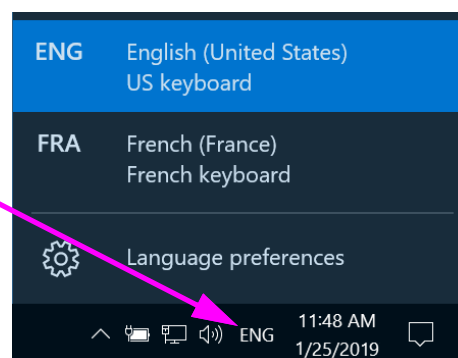 ENG English (United States)
US keyboard
FRA French (France)
French keyboard
Language preferences
ENG 11:48 AM
1/25/2019